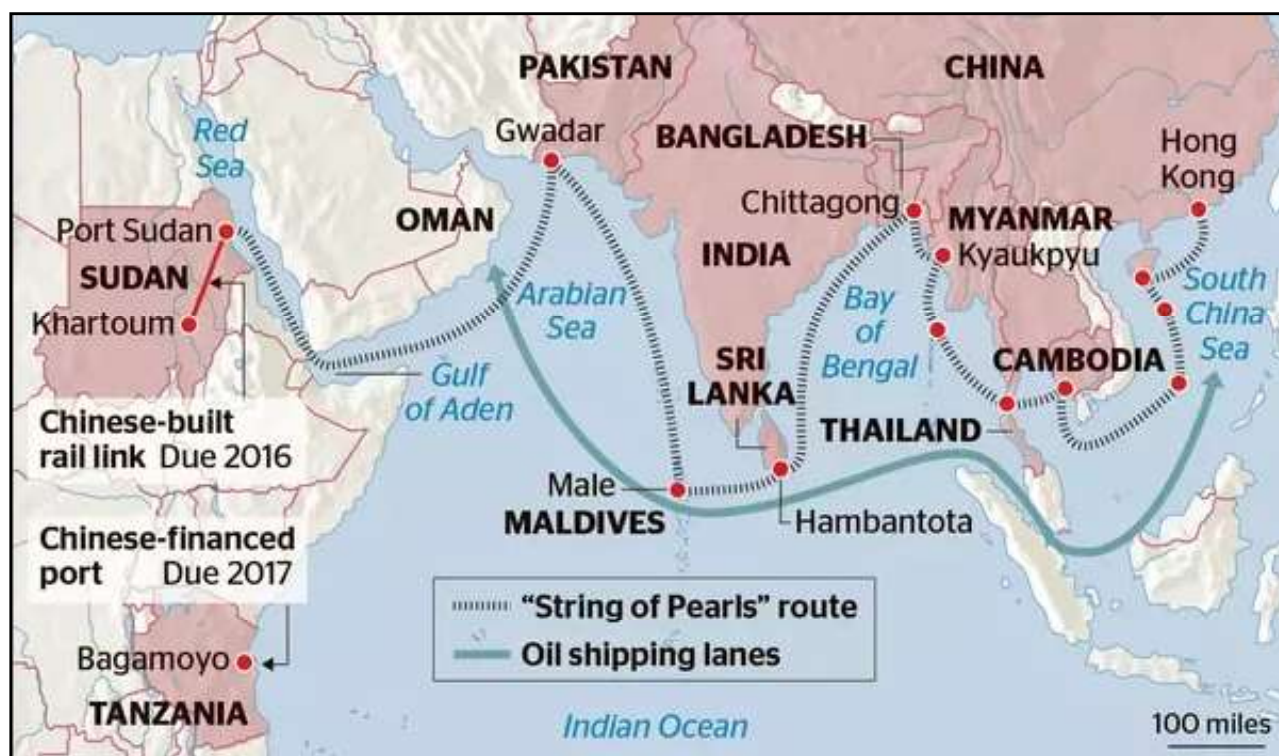 PAKISTAN
CHINA
Gwadar
BANGLADESH
Red
Sea
Hong
Kong
Chittagong
MYANMAR
Port Sudan
OMAN
SUDAN
INDIA
Kyaukpyu
Khartoum
Arabian
Sea
Bay
of
Bengal
South
China
Sea
SRI
LANKA
CAMBODIA
Gulf
of Aden
THAILAND
Chinese-built
rail link Due 2016
Male
MALDIVES
Hambantota
Chinese-financed
port Due 2017
"String of Pearls" route
Oil shipping lanes
Bagamoyo
TANZANIA
Indian Ocean
100 miles